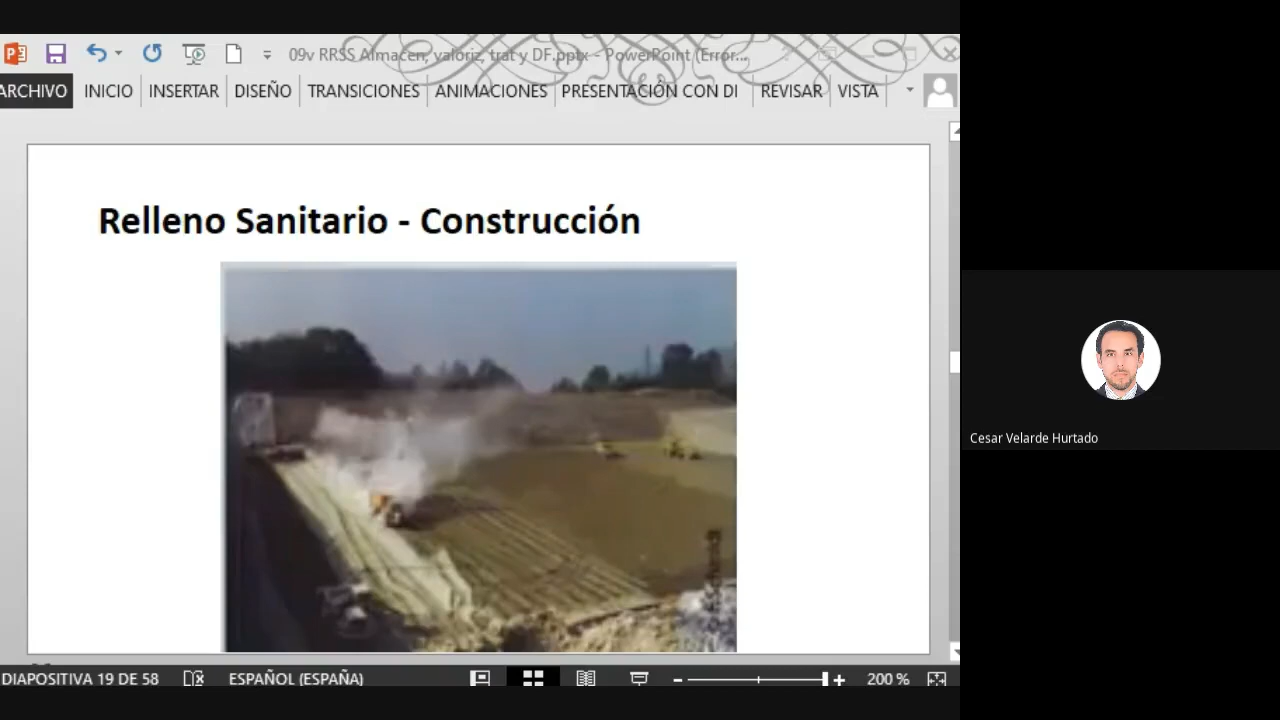 09v RRSS Almacen, valoriz, trat y DF.pptx - PowerPoint (Error...
ARCHIVO INICIO INSERTAR DISEÑO TRANSICIONES ANIMACIONES PRESENTACIÓN CON DI REVISAR VISTA
Relleno Sanitario - Construcción
Cesar Velarde Hurtado
DIAPOSITIVA 19 DE 58 ESPAÑOL (ESPAÑA) 200 %